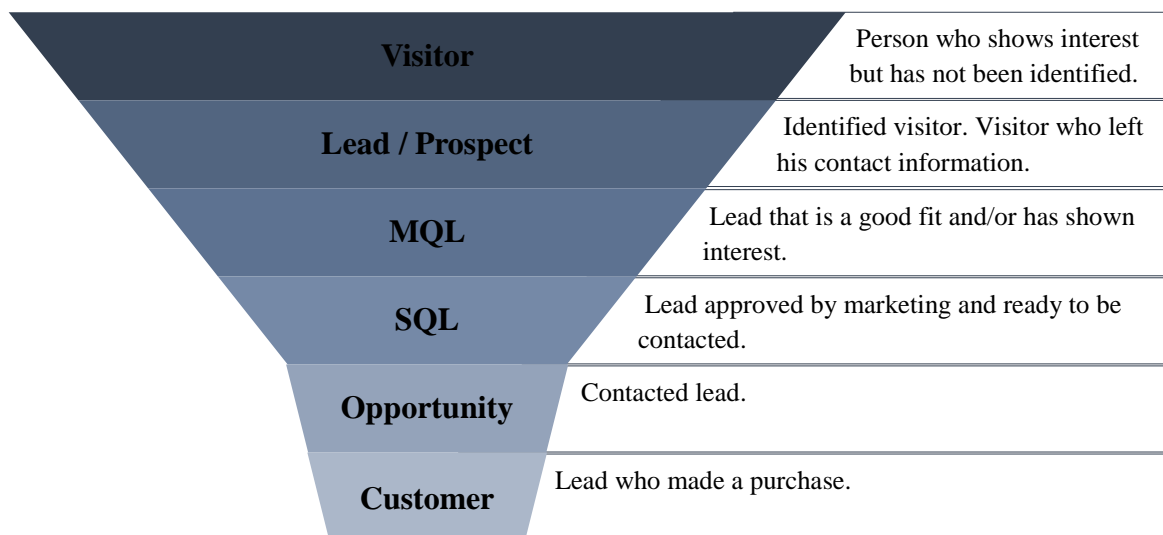 Visitor
Person who shows interest
but has not been identified.
Lead / Prospect
Identified visitor. Visitor who left
his contact information.
MQL
Lead that is a good fit and/or has shown
interest.
SQL
Lead approved by marketing and ready to be
contacted.
Opportunity
Contacted lead.
Customer
Lead who made a purchase.